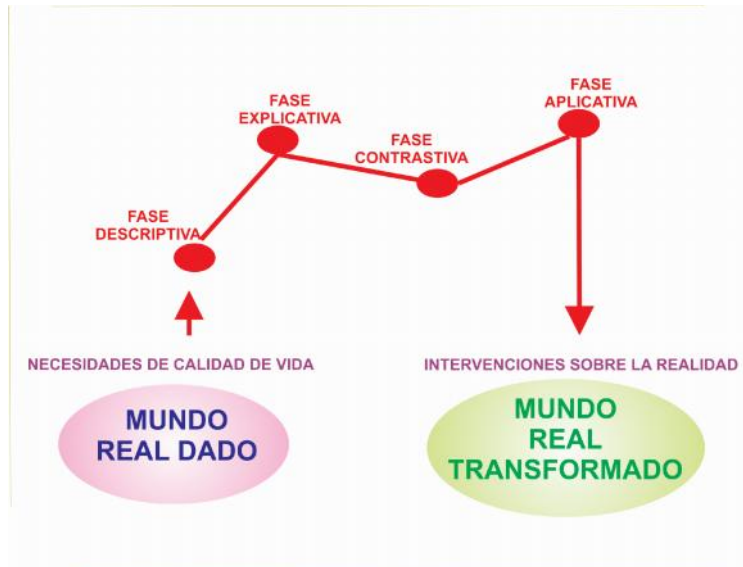 FASE
APLICATIVA
FASE
EXPLICATIVA
FASE
CONTRASTIVA
FASE
DESCRIPTIVA
NECESIDADES DE CALIDAD DE VIDA
INTERVENCIONES SOBRE LA REALIDAD
MUNDO
REAL DADO
MUNDO
REAL
TRANSFORMADO